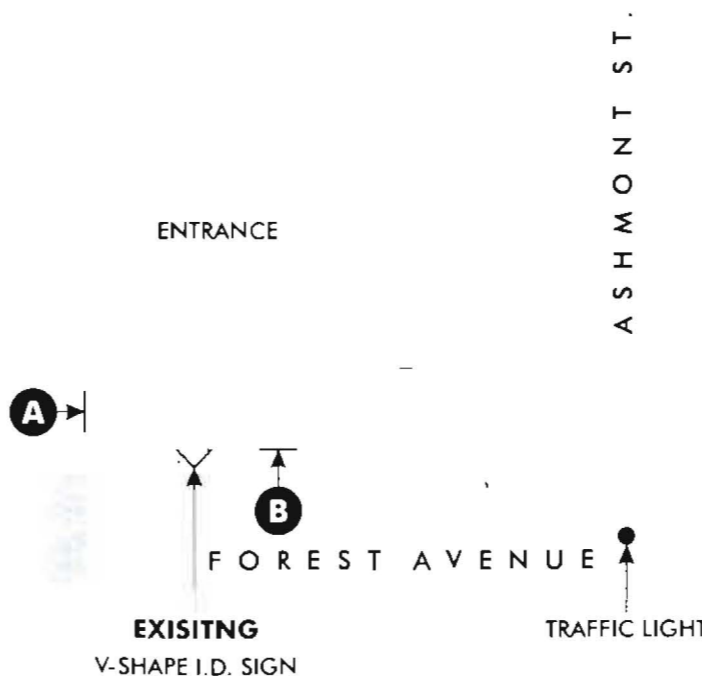 ASHMONT ST.
ENTRANCE
A
B
FOREST AVENUE
EXISITNG
V-SHAPE I.D. SIGN
TRAFFIC LIGHT